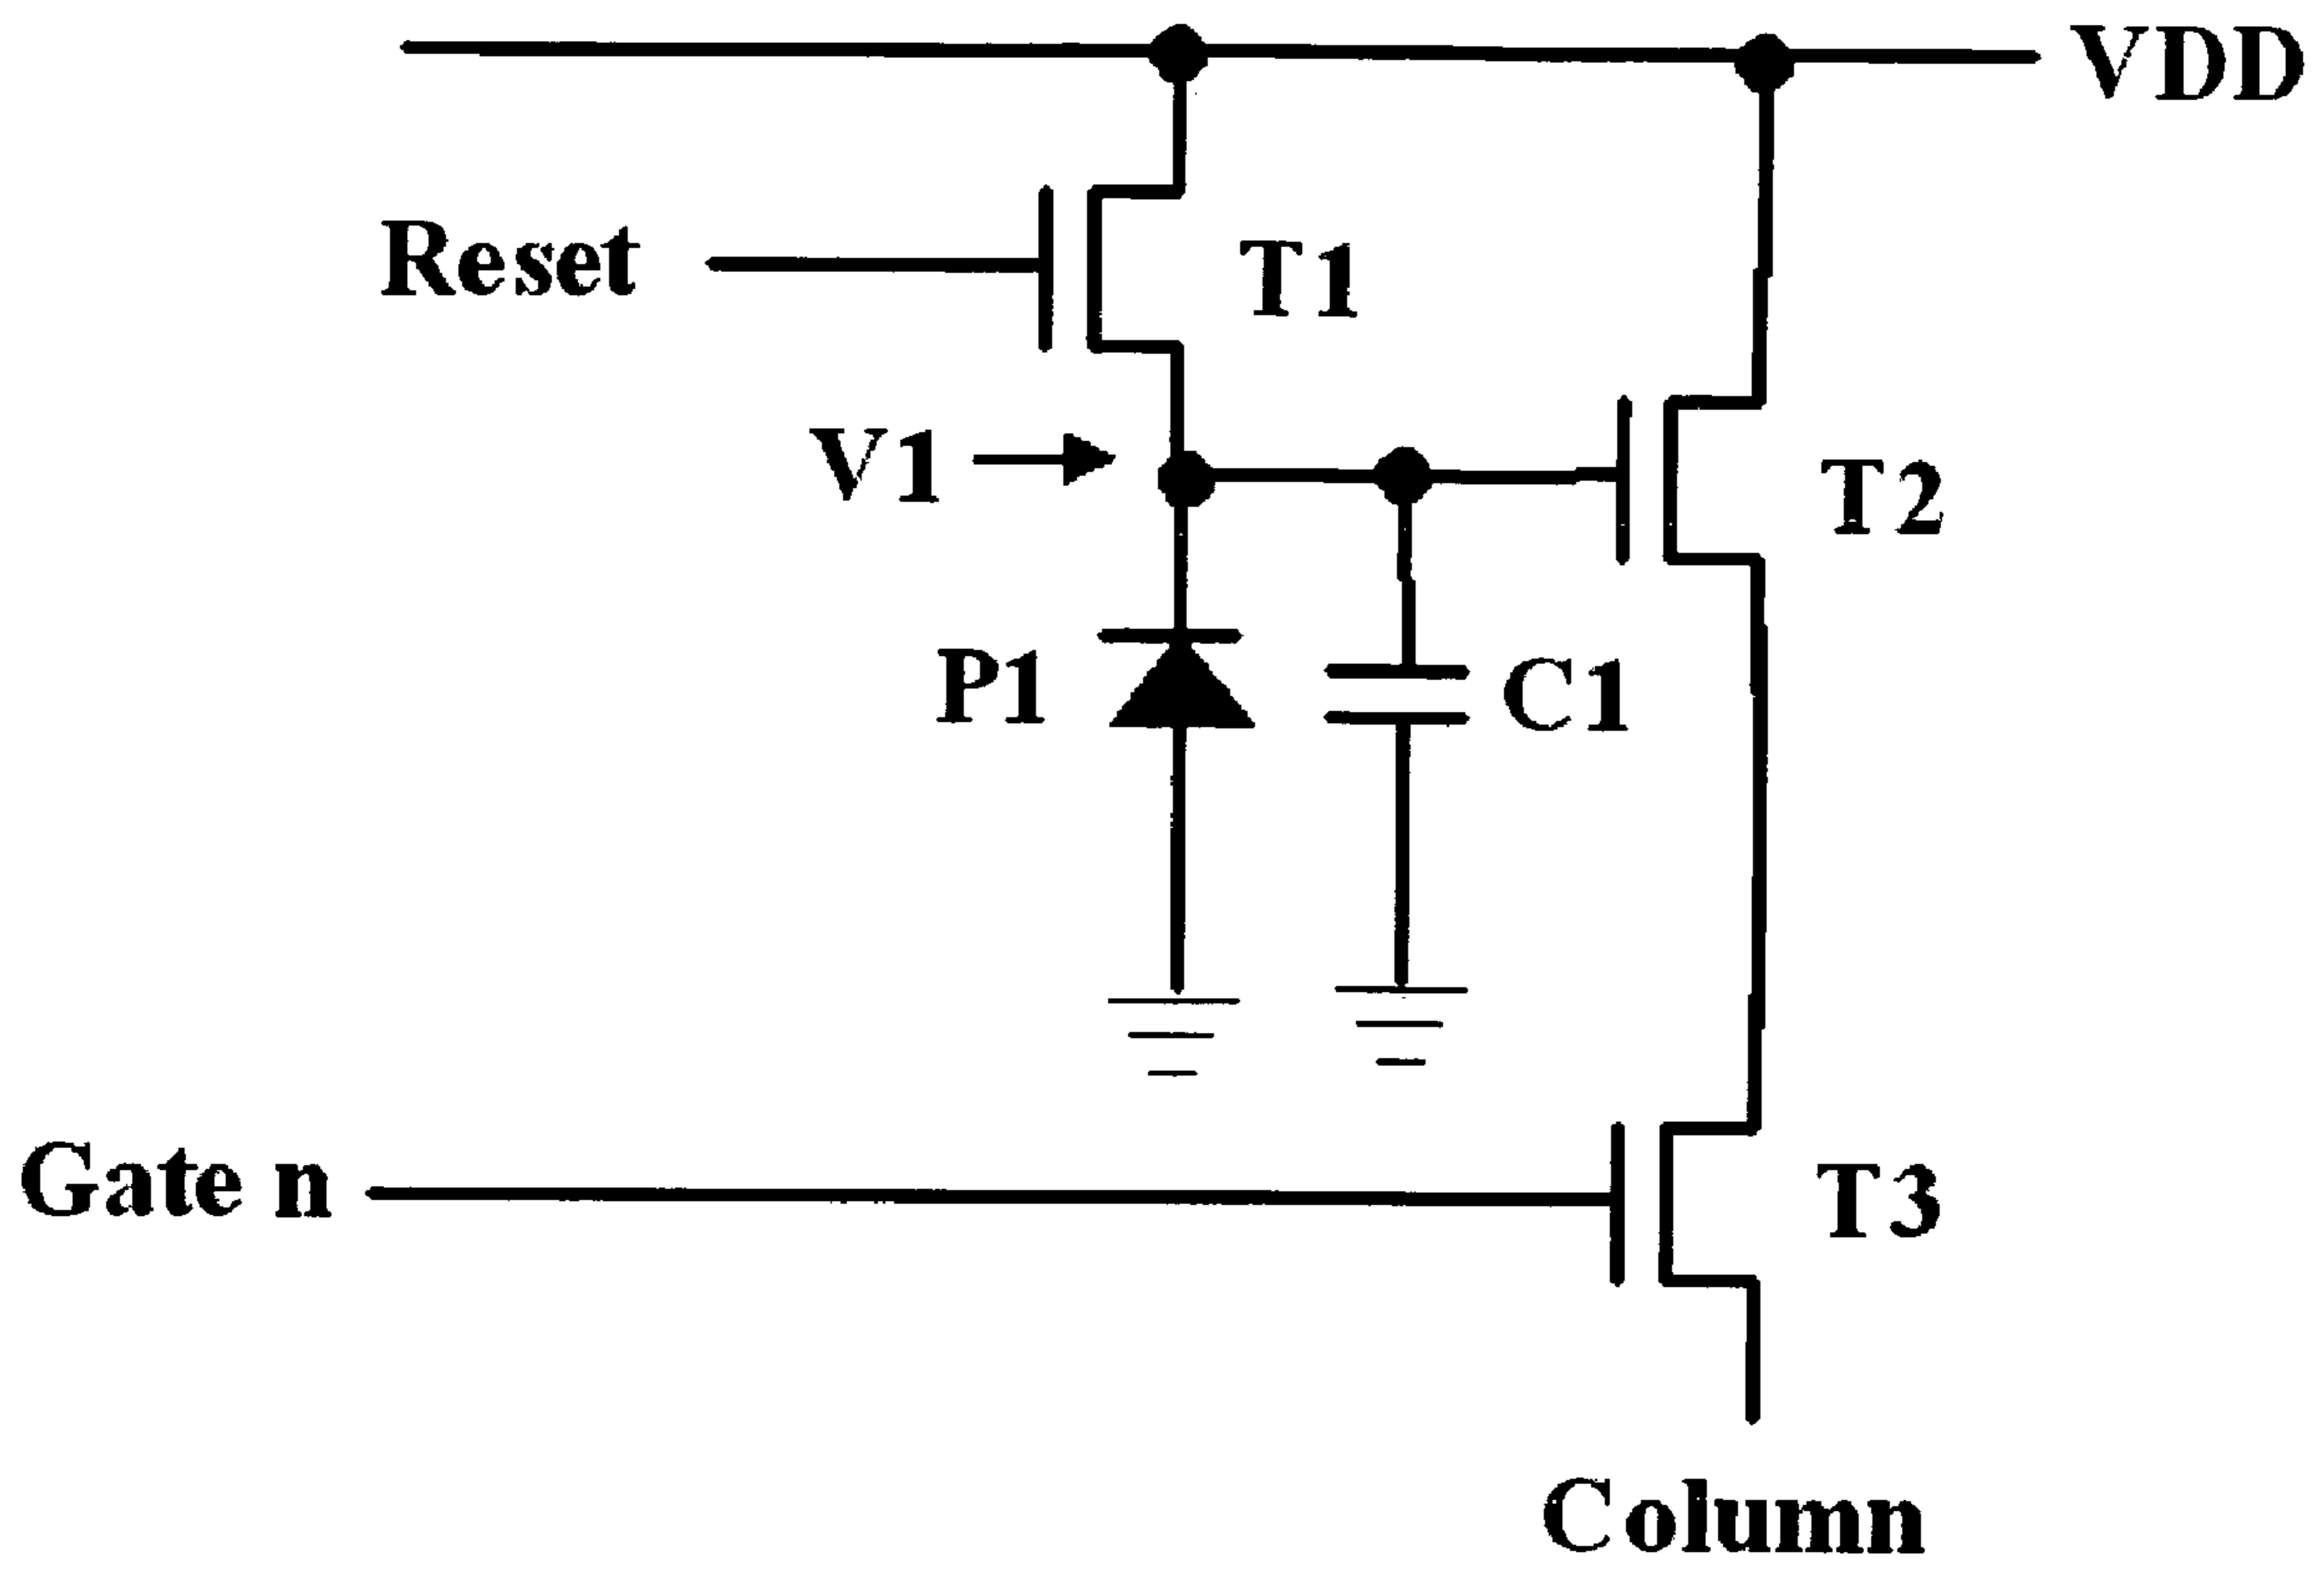 VDD
Reset
T1
V1
T2
P1
C1
Gate n
T3
Column